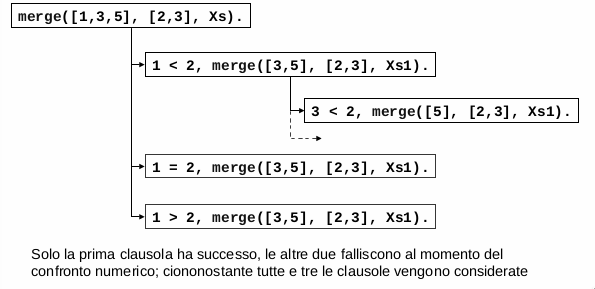 merge([1,3,5], [2,3], Xs).
1 < 2, merge([3,5], [2,3], Xs1).
3 < 2, merge([5], [2,3], Xs1).
1 = 2, merge([3,5], [2,3], Xs1).
1 > 2, merge([3,5], [2,3], Xs1).
Solo la prima clausola ha successo, le altre due falliscono al momento del
confronto numerico; ciononostante tutte e tre le clausole vengono considerate